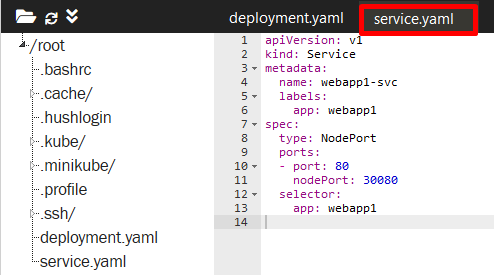 deployment.yaml service.yaml
/root
.bashrc
.cache/
.hushlogin
.kube/
.minikube/
.profile
.ssh/
deployment.yaml
service.yaml
1 apiVersion: v1
2 kind: Service
3 metadata:
4 name: webapp1-svc
5 labels:
6 app: webapp1
7 spec:
8 type: NodePort
9 ports:
10 - port: 80
11 nodePort: 30080
12 selector:
13 app: webapp1
14